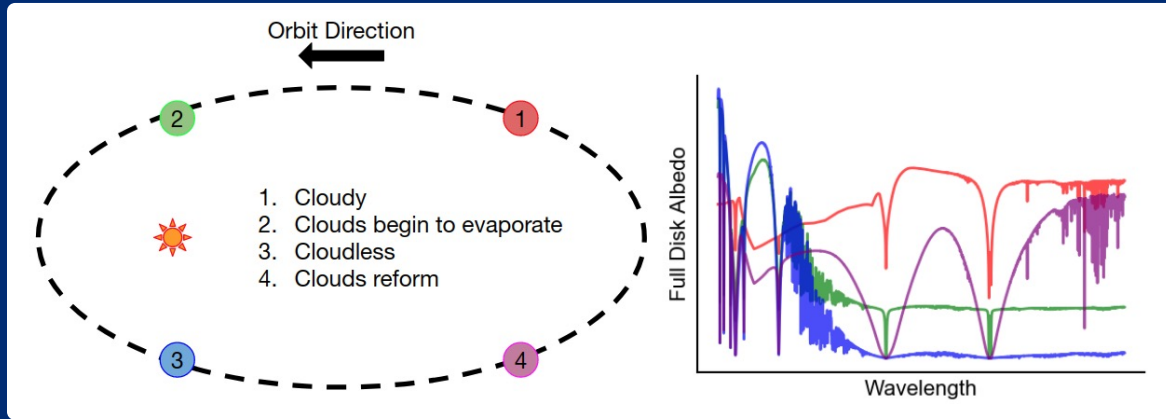 Orbit Direction
2
1
1. Cloudy
2. Clouds begin to evaporate
3. Cloudless
4. Clouds reform
3
4
Full Disk Albedo
Wavelength